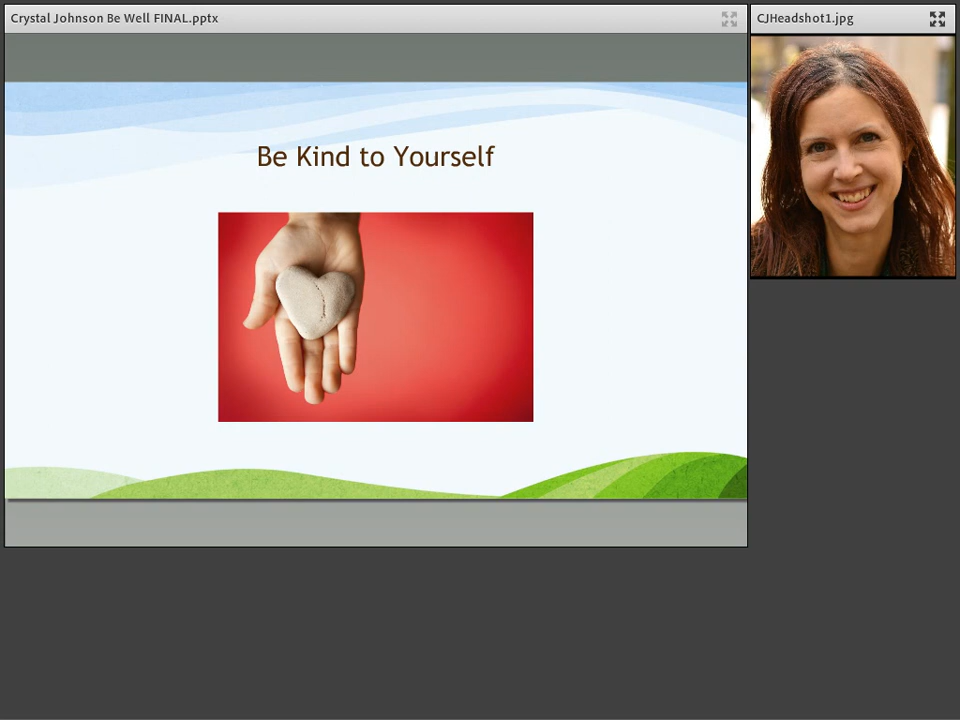 Crystal Johnson Be Well FINAL.pptx
CJHeadshot1.jpg
Be Kind to Yourself